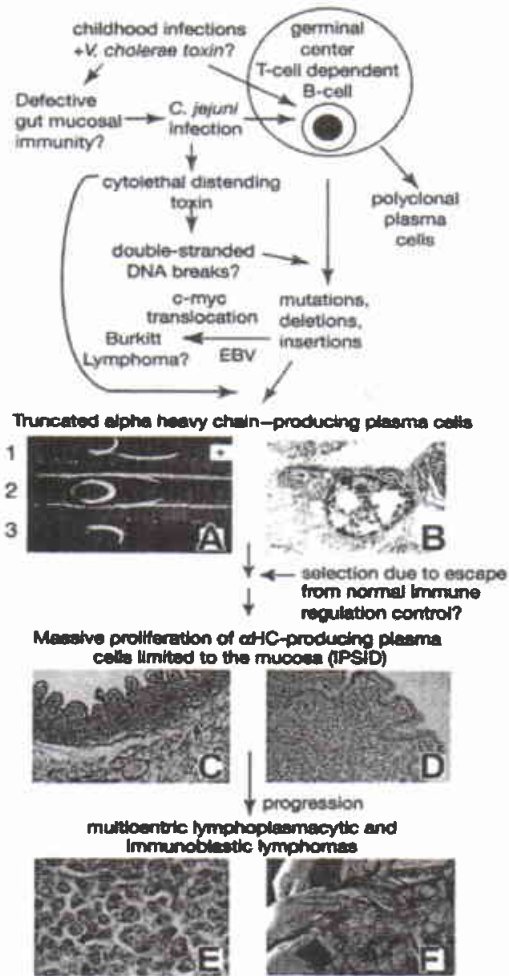 childhood infections
+V. cholerae toxin?
germinal
center
T-cell dependent
B-cell
Defective
gut mucosal
immunity?
C. jejuni
infection
cytolethal distending
toxin
polyclonal
plasma
cells
double-stranded
DNA breaks?
c-myc
translocation
mutations,
deletions,
insertions
Burkitt
Lymphoma?
EBV
Truncated alpha heavy chain–producing plasma cells
1
2
3
+
A
B
selection due to escape
from normal immune
regulation control?
Massive proliferation of αHC-producing plasma
cells limited to the mucosa (IPSID)
C
D
progression
multicentric lymphoplasmacytic and
immunoblastic lymphomas
E
F